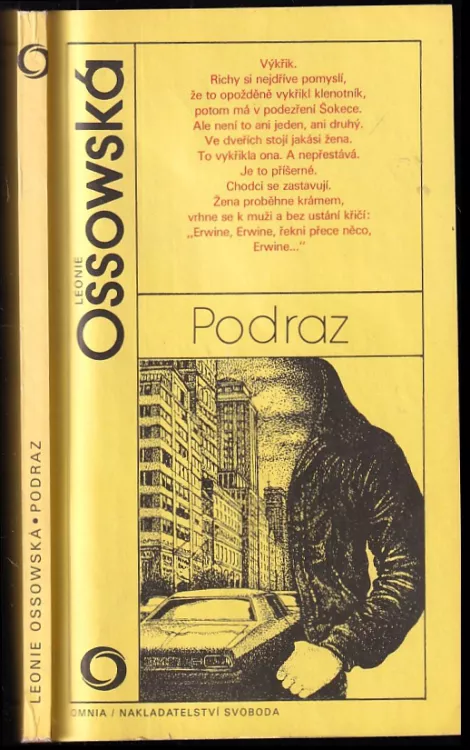 LEONIE OSSOWSKÁ • PODRAZ
LEONIE
OSSOWSKÁ
Výkřik.
Richy si nejdříve pomyslí,
že to opožděně vykřikl klenotník,
potom má v podezření Šokece.
Ale není to ani jeden, ani druhý.
Ve dveřích stojí jakási žena.
To vykřikla ona. A nepřestává.
Je to příšerné.
Chodci se zastavují.
Žena proběhne krámem,
vrhne se k muži a bez ustání křičí:
„Erwine, Erwine, řekni přece něco,
Erwine..."
Podraz
OMNIA / NAKLADATELSTVÍ SVOBODA